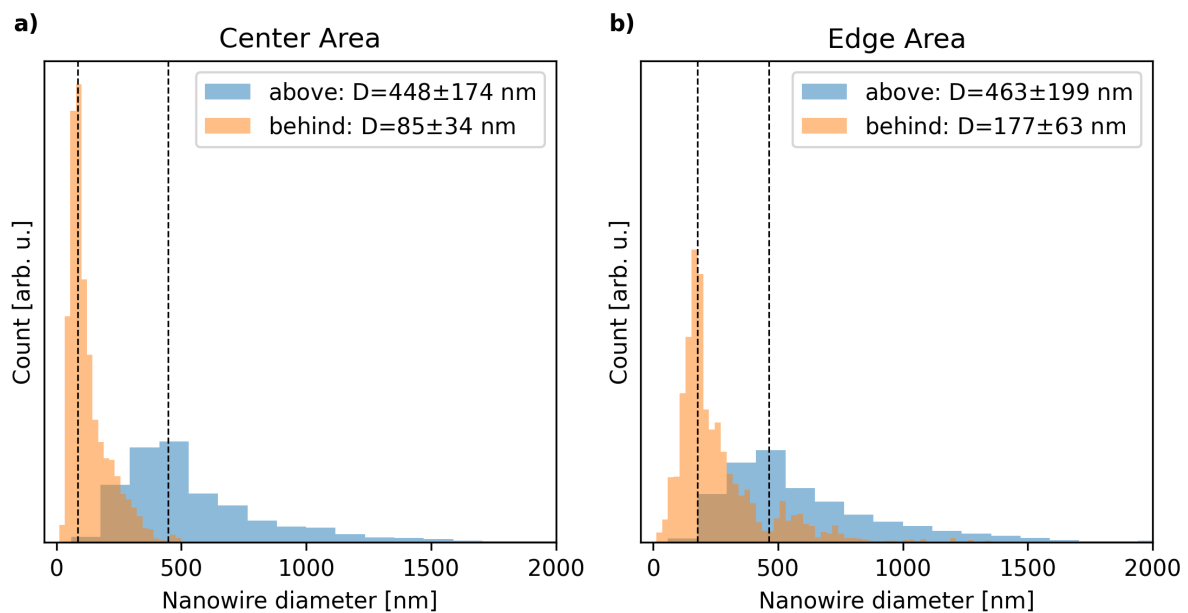 a)
Center Area
above: D=448±174 nm
behind: D=85±34 nm
Count [arb. u.]
0
500
1000
1500
2000
Nanowire diameter [nm]
b)
Edge Area
above: D=463±199 nm
behind: D=177±63 nm
Count [arb. u.]
0
500
1000
1500
2000
Nanowire diameter [nm]